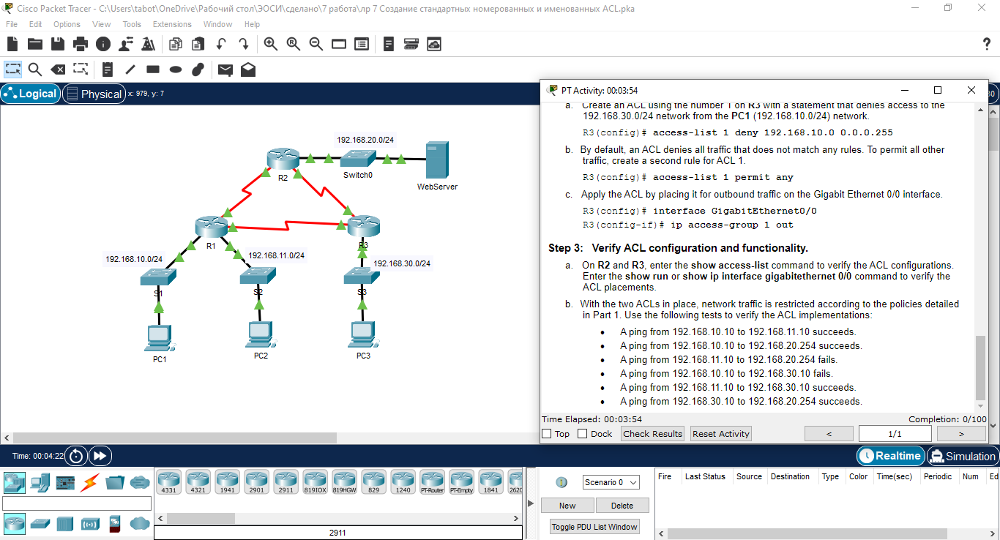 Cisco Packet Tracer - C:\Users\tabot\OneDrive\Рабочий стол\ЭОСИ\сделано\7 работа\лр 7 Создание стандартных номерованных и именованных ACL.pka
File Edit Options View Tools Extensions Window Help
Logical Physical x: 979, y: 7
192.168.20.0/24
R2
Switch0
WebServer
R1
R3
192.168.10.0/24
192.168.11.0/24
192.168.30.0/24
S1
S2
S3
PC1
PC2
PC3
PT Activity: 00:03:54
a. Create an ACL using the number 1 on R3 with a statement that denies access to the
192.168.30.0/24 network from the PC1 (192.168.10.0/24) network.
R3(config)# access-list 1 deny 192.168.10.0 0.0.0.255
b. By default, an ACL denies all traffic that does not match any rules. To permit all other
traffic, create a second rule for ACL 1.
R3(config)# access-list 1 permit any
c. Apply the ACL by placing it for outbound traffic on the Gigabit Ethernet 0/0 interface.
R3(config)# interface GigabitEthernet0/0
R3(config-if)# ip access-group 1 out
Step 3: Verify ACL configuration and functionality.
a. On R2 and R3, enter the show access-list command to verify the ACL configurations.
Enter the show run or show ip interface gigabitethernet 0/0 command to verify the
ACL placements.
b. With the two ACLs in place, network traffic is restricted according to the policies detailed
in Part 1. Use the following tests to verify the ACL implementations:
• A ping from 192.168.10.10 to 192.168.11.10 succeeds.
• A ping from 192.168.10.10 to 192.168.20.254 succeeds.
• A ping from 192.168.11.10 to 192.168.20.254 fails.
• A ping from 192.168.10.10 to 192.168.30.10 fails.
• A ping from 192.168.11.10 to 192.168.30.10 succeeds.
• A ping from 192.168.30.10 to 192.168.20.254 succeeds.
Time Elapsed: 00:03:54 Completion: 0/100
Top Dock Check Results Reset Activity < 1/1 >
Time: 00:04:22
Realtime Simulation
4331 4321 1941 2901 2911 819IOX 819HGW 829 1240 PT-Router PT-Empty 1841 2620
2911
Scenario 0
New Delete
Toggle PDU List Window
Fire Last Status Source Destination Type Color Time(sec) Periodic Num Ed